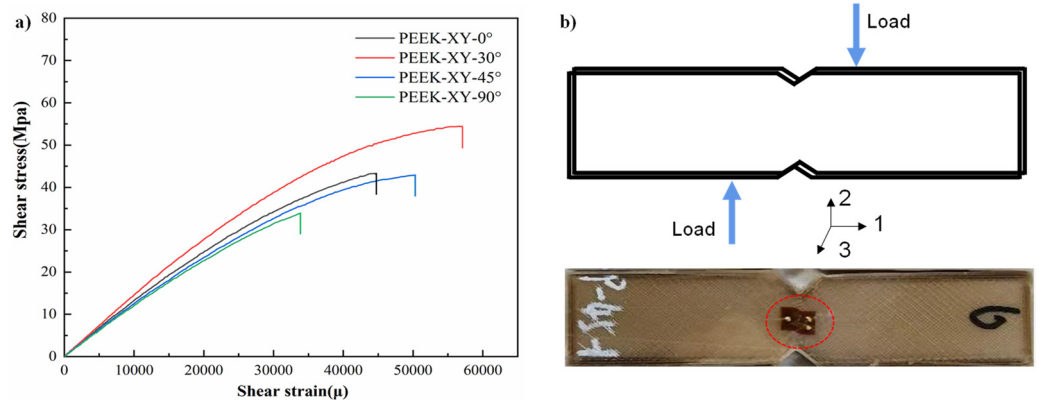 a)
80
70
60
50
40
30
20
10
0
Shear stress(Mpa)
PEEK-XY-0°
PEEK-XY-30°
PEEK-XY-45°
PEEK-XY-90°
0 10000 20000 30000 40000 50000 60000
Shear strain(μ)
b)
Load
Load
2
1
3
6